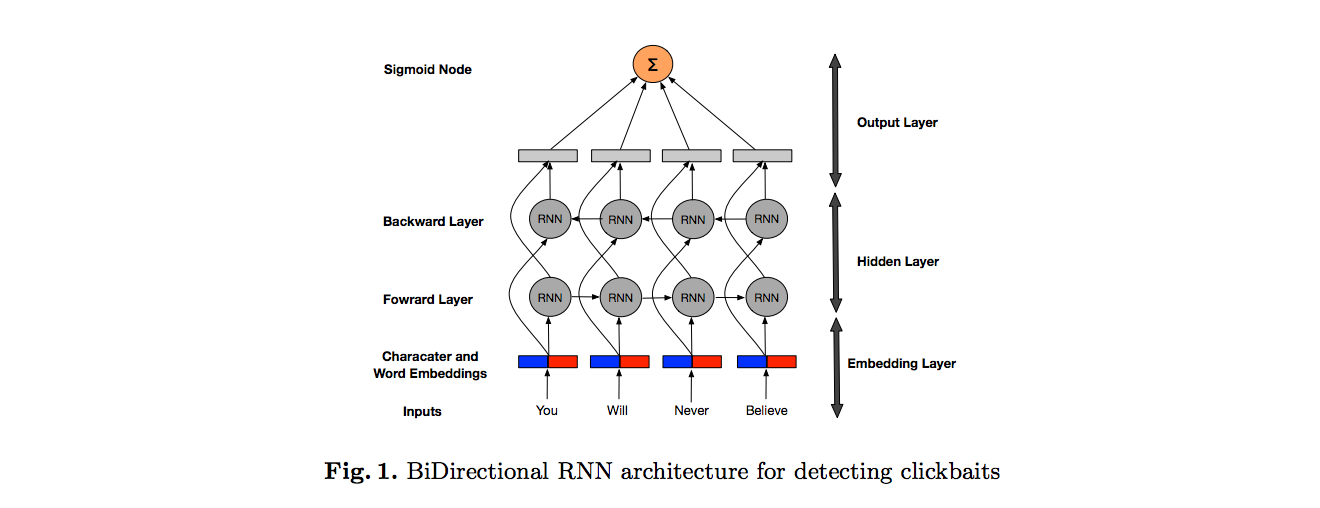 Sigmoid Node
Σ
Output Layer
Backward Layer
RNN RNN RNN RNN
Hidden Layer
Fowrard Layer
RNN RNN RNN RNN
Characater and
Word Embeddings
Embedding Layer
Inputs
You Will Never Believe
Fig. 1. BiDirectional RNN architecture for detecting clickbaits